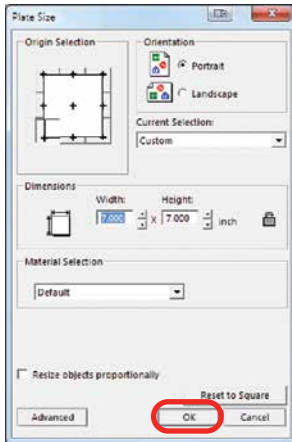 Plate Size
Origin Selection
Orientation
Portrait
Landscape
Current Selection:
Custom
Dimensions
Width: Height:
7.000 X 7.000 inch
Material Selection
Default
Resize objects proportionally
Reset to Square
Advanced OK Cancel